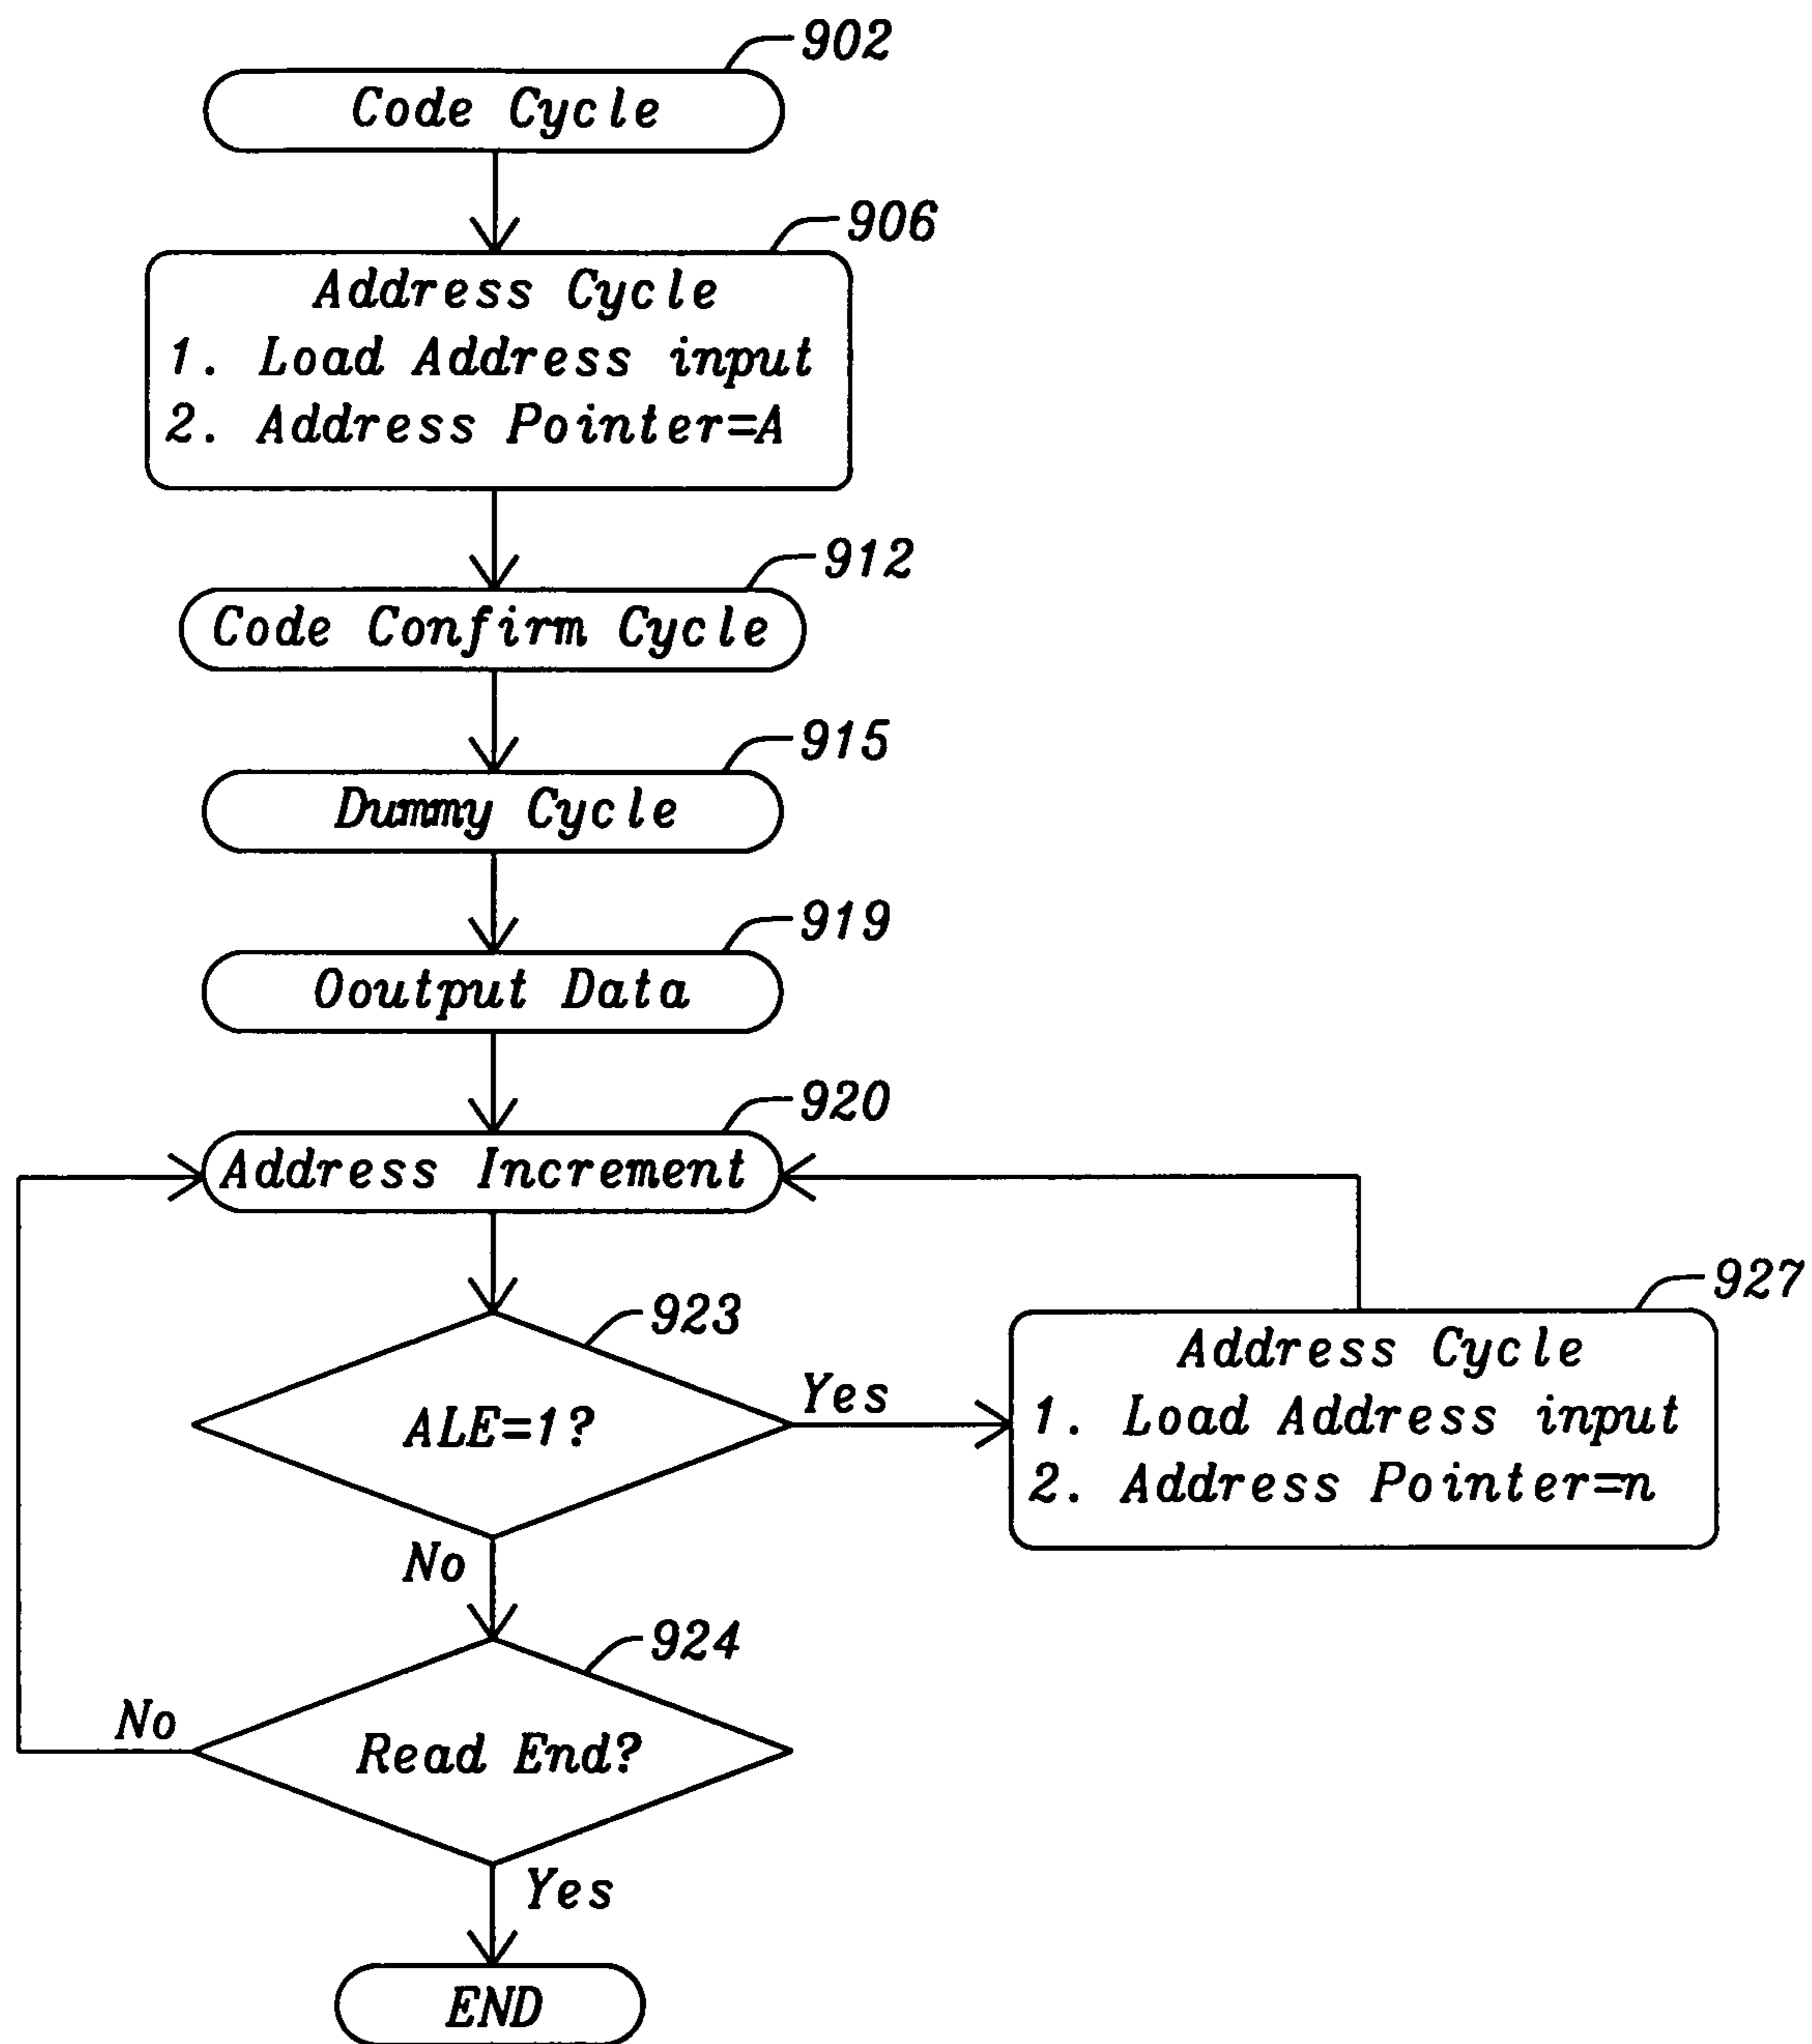 902
Code Cycle
906
Address Cycle
1. Load Address input
2. Address Pointer=A
912
Code Confirm Cycle
915
Dummy Cycle
919
Ooutput Data
920
Address Increment
923
ALE=1?
Yes
927
Address Cycle
1. Load Address input
2. Address Pointer=n
No
924
Read End?
No
Yes
END